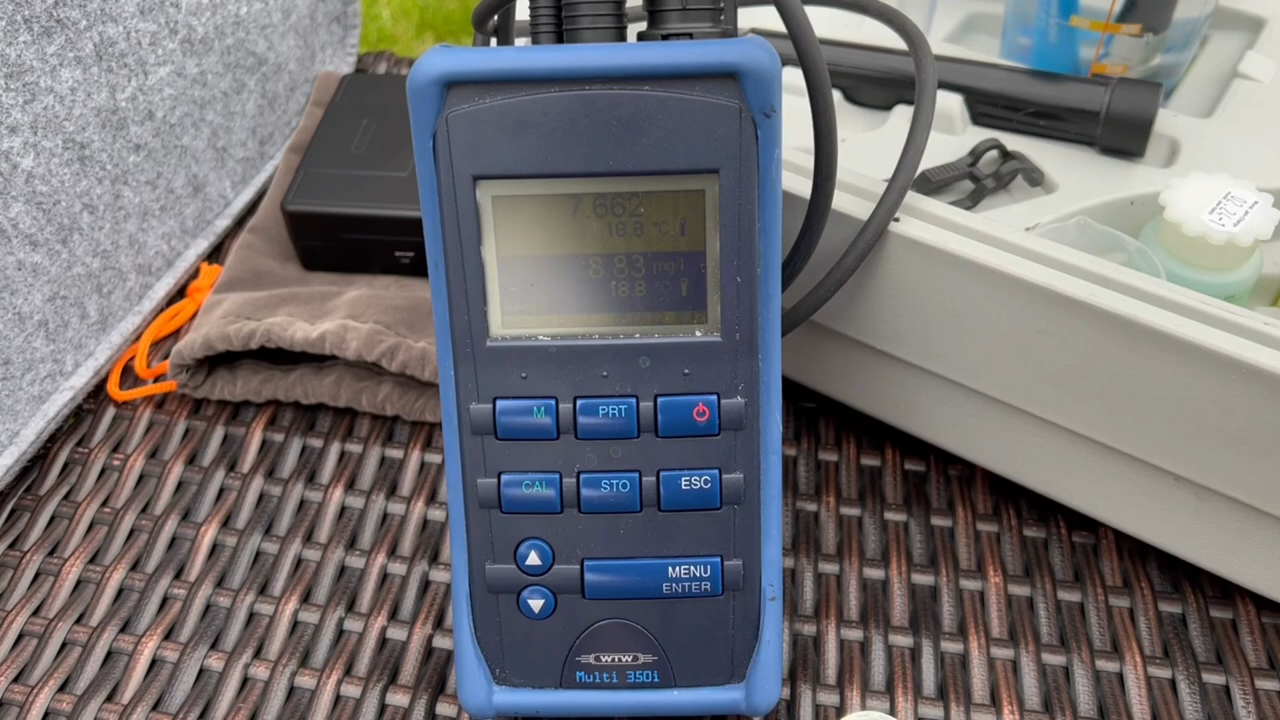 7.662
18.8 °C
8.83 mg/l
18.8 °C
M
PRT
CAL
STO
ESC
MENU
ENTER
WTW
Multi 350i